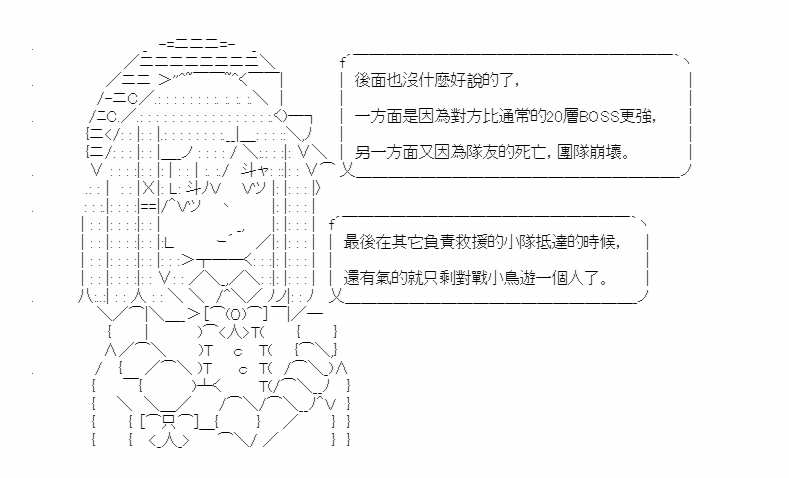 後面也沒什麼好說的了,
一方面是因為對方比通常的20層BOSS更強,
另一方面又因為隊友的死亡,團隊崩壞。
最後在其它負責救援的小隊抵達的時候,
還有氣的就只剩對戰小鳥遊一個人了。